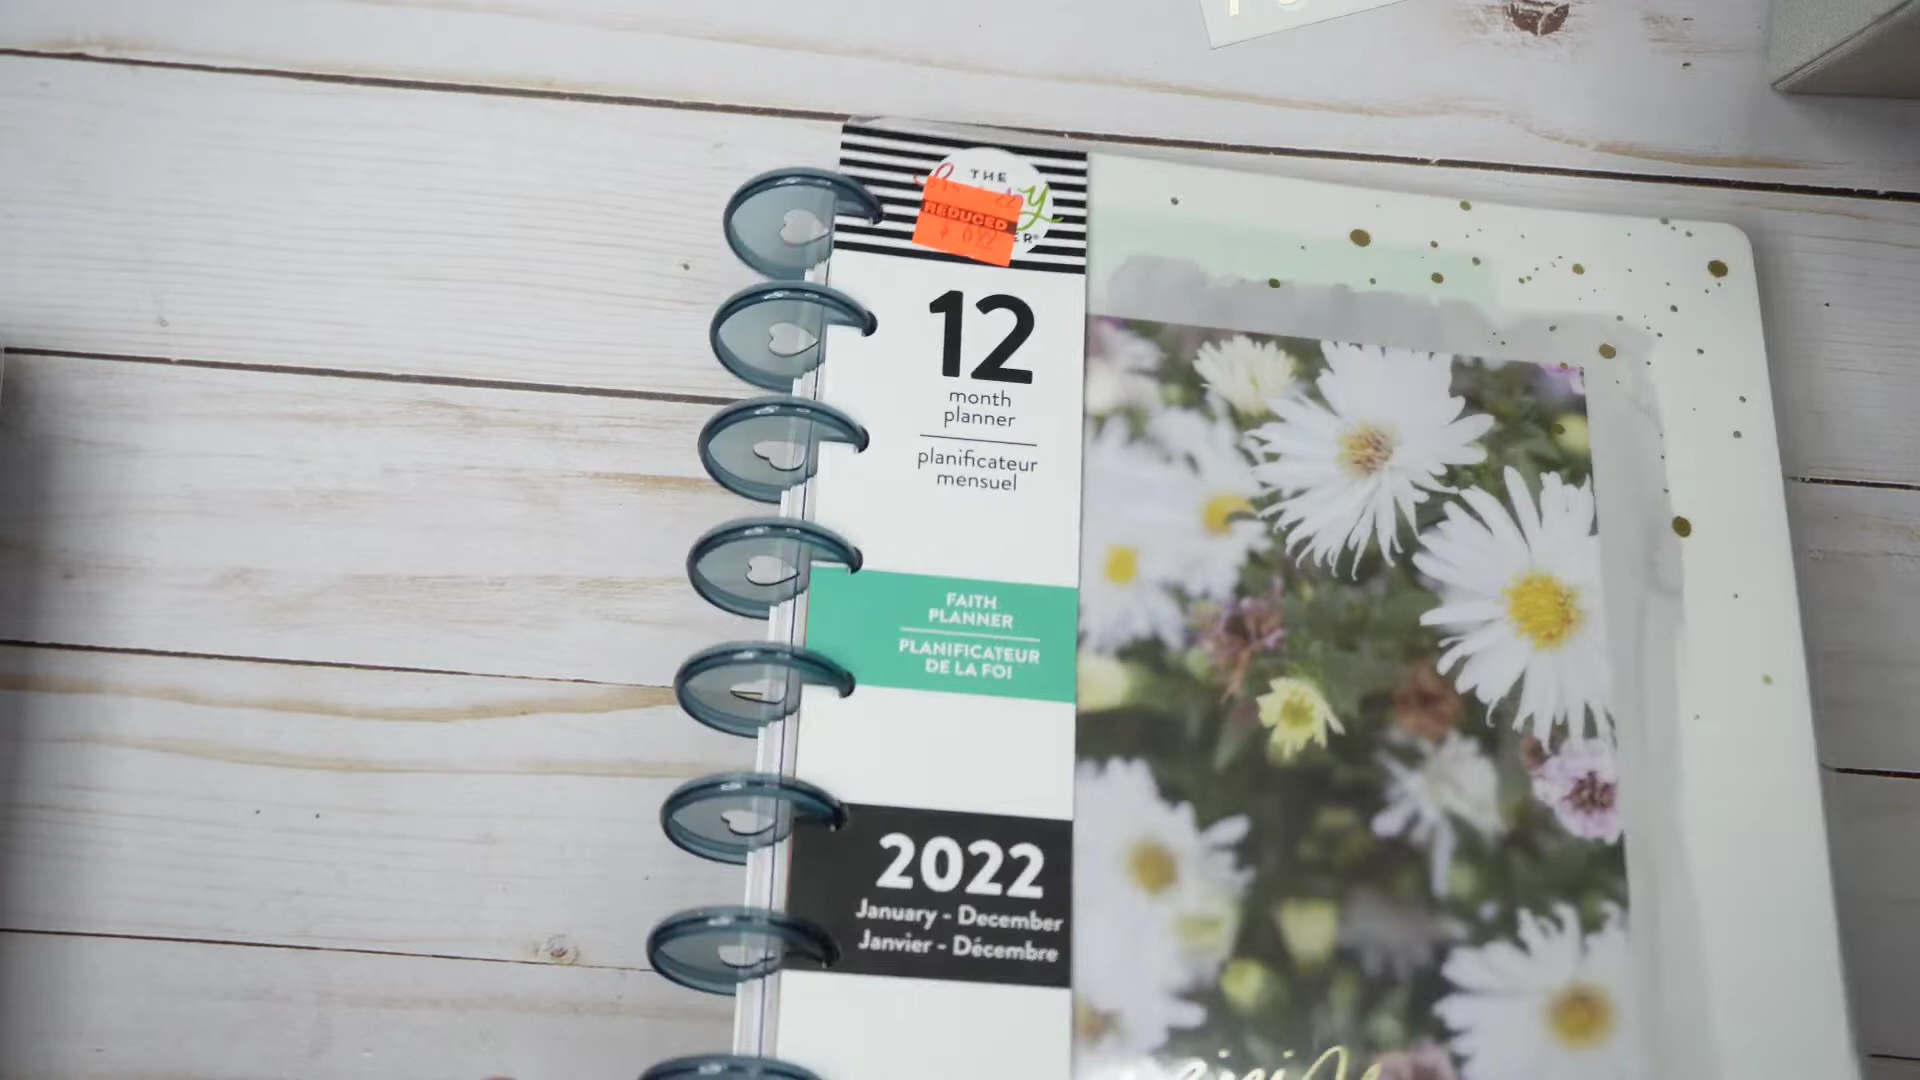 THE
REDUCED
12
month
planner
planificateur
mensuel
FAITH
PLANNER
PLANIFICATEUR
DE LA FOI
2022
January - December
Janvier - Décembre